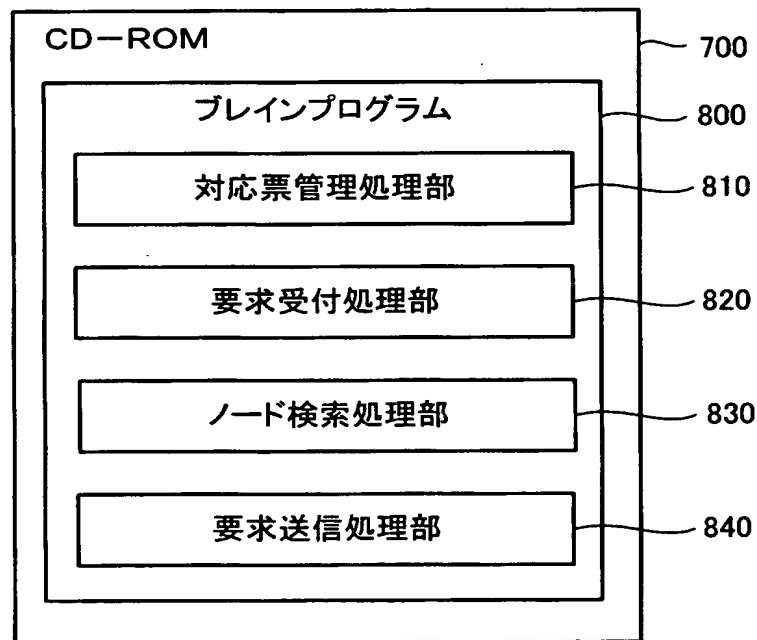 CD−ROM
700
ブレインプログラム
800
対応票管理処理部
810
要求受付処理部
820
ノード検索処理部
830
要求送信処理部
840